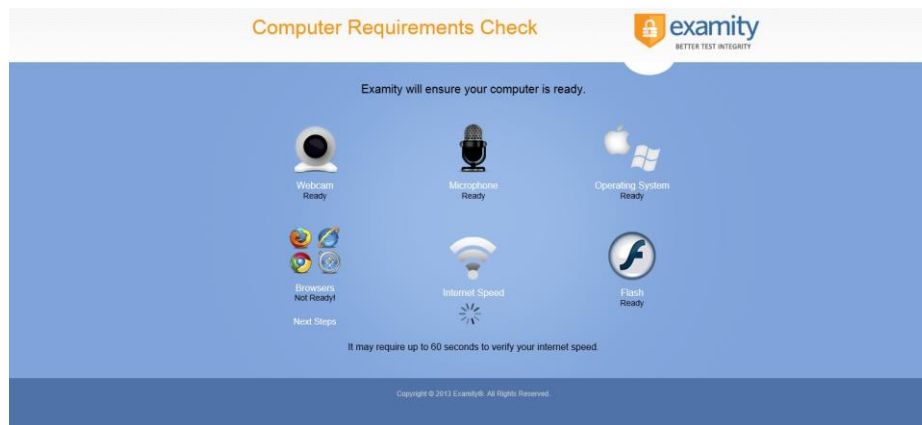 Computer Requirements Check
examity
BETTER TEST INTEGRITY
Examity will ensure your computer is ready.
Webcam
Ready
Microphone
Ready
Operating System
Ready
Browsers
Not Ready!
Next Steps
Internet Speed
Flash
Ready
It may require up to 60 seconds to verify your internet speed.
Copyright © 2013 Examity®. All Rights Reserved.